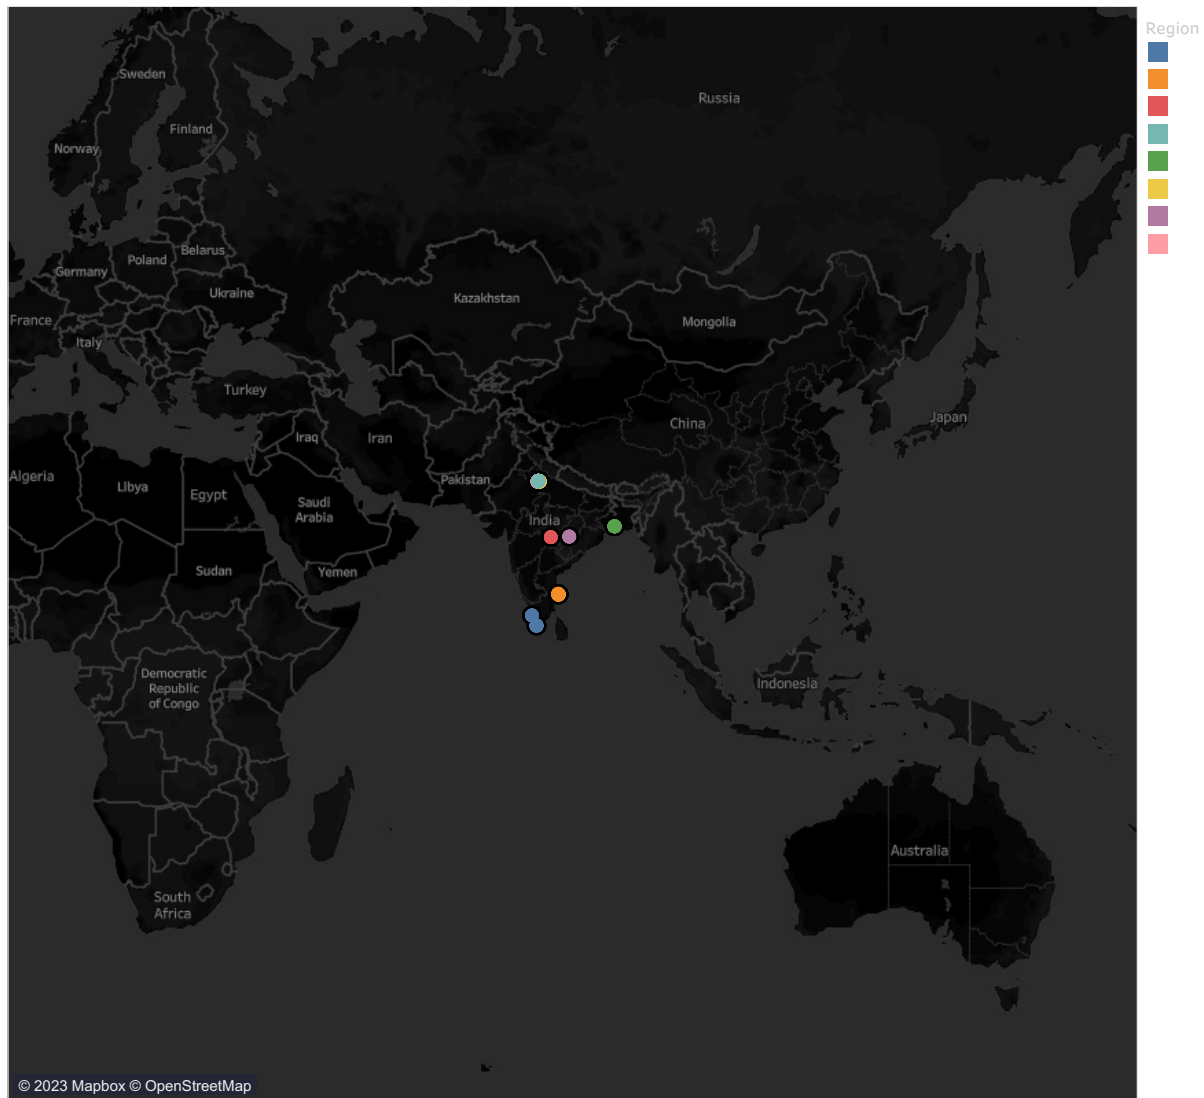 Region
Sweden
Russia
Finland
Norway
Belarus
Poland
Germany
Ukraine
Kazakhstan
France
Mongolia
Italy
Turkey
Japan
China
Iraq
Iran
Algeria
Pakistan
Libya
Egypt
Saudi
Arabia
India
Sudan
Yemen
Democratic
Republic
of Congo
Indonesia
Australia
South
Africa
© 2023 Mapbox © OpenStreetMap